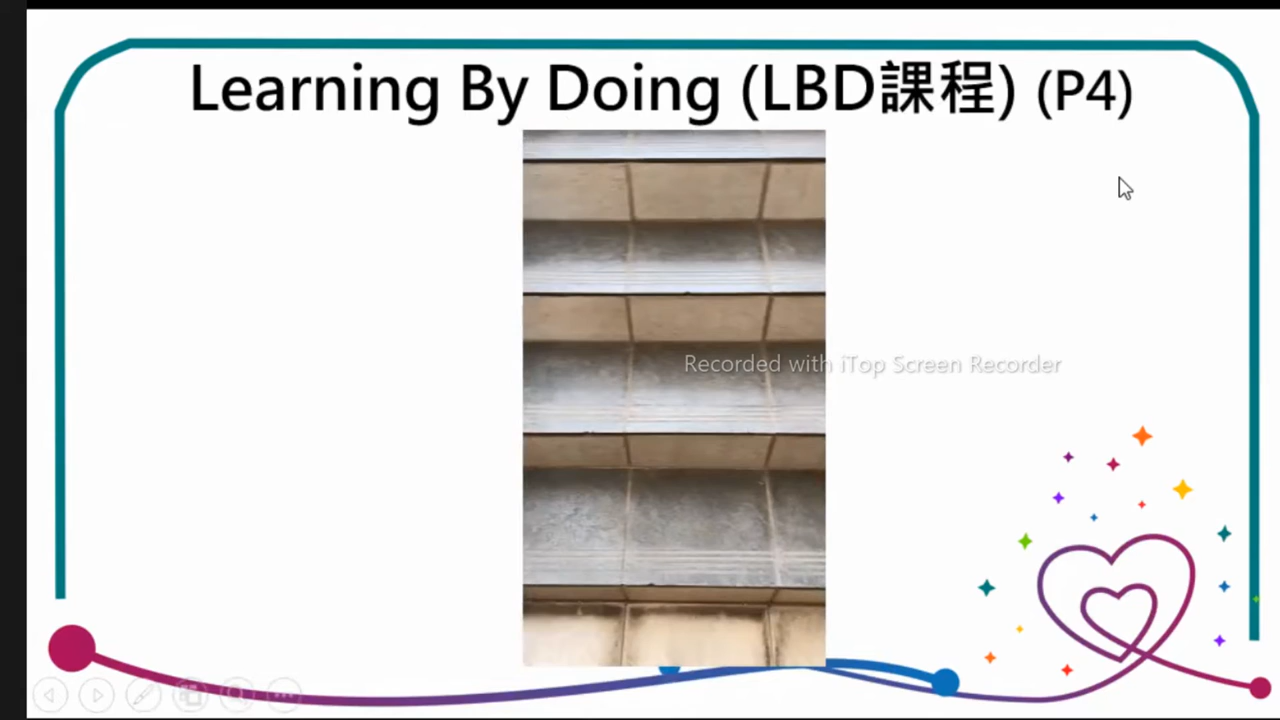 Learning By Doing (LBD課程) (P4)
Recorded with iTop Screen Recorder